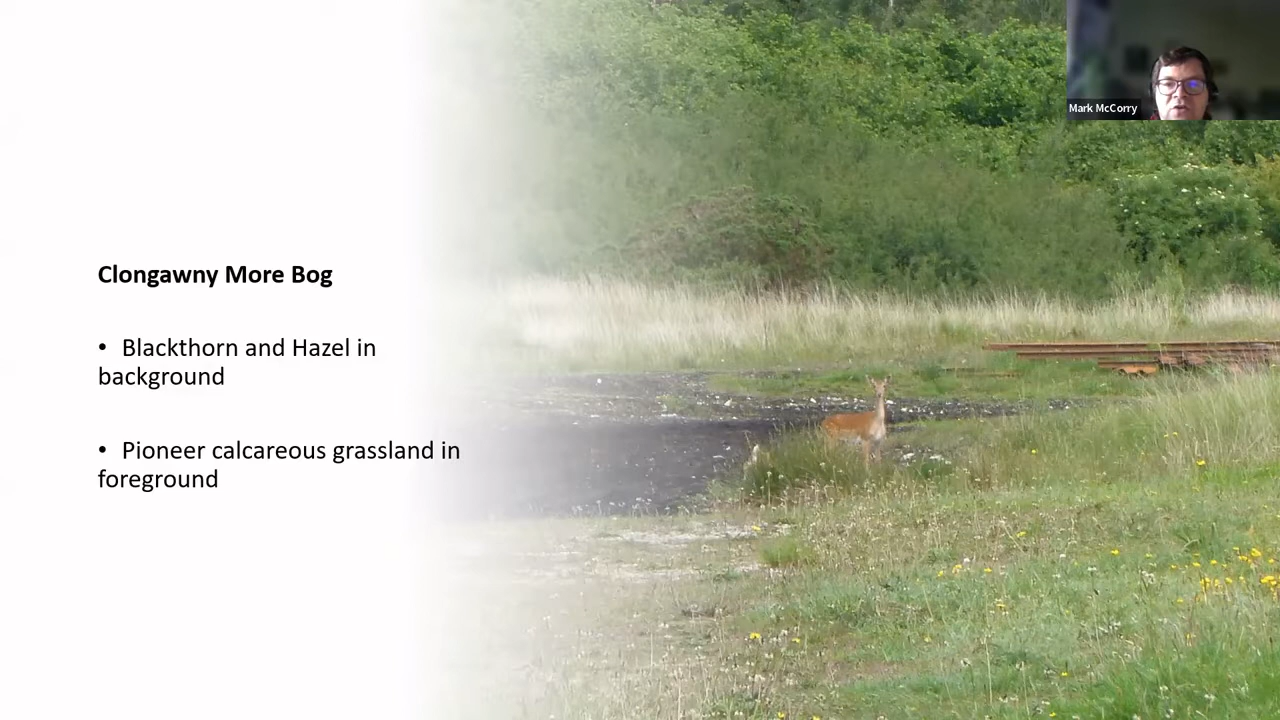 Mark McCorry
Clongawny More Bog
• Blackthorn and Hazel in
background
• Pioneer calcareous grassland in
foreground